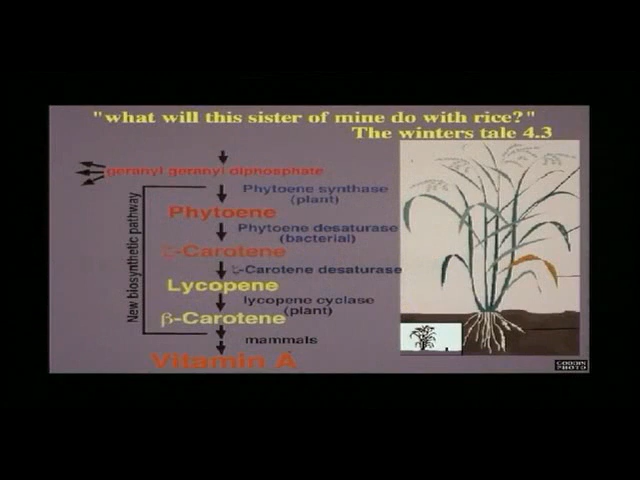 "what will this sister of mine do with rice?"
The winters tale 4.3
geranyl geranyl diphosphate
Phytoene synthase
(plant)
Phytoene
Phytoene desaturase
(bacterial)
ζ-Carotene
ζ-Carotene desaturase
Lycopene
lycopene cyclase
(plant)
β-Carotene
mammals
Vitamin A
New biosynthetic pathway